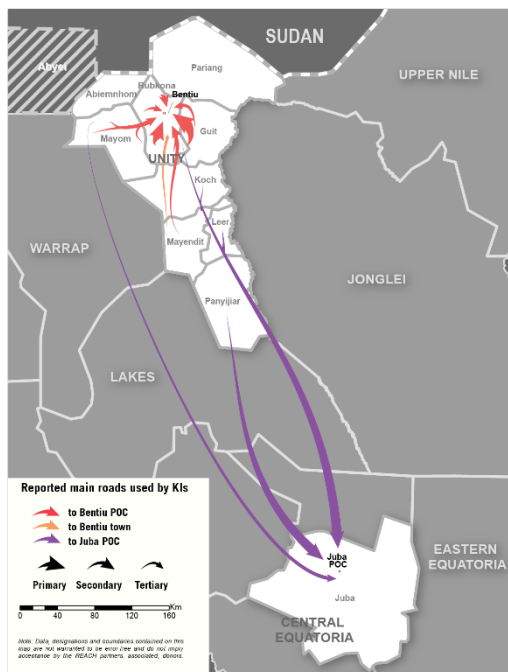 SUDAN
Abyei
Pariang
UPPER NILE
Rubkona
Abiemnhom
Bentiu
Mayom
Guit
UNITY
Koch
WARRAP
Leer
Mayendit
JONGLEI
Panyijiar
LAKES
Reported main roads used by KIs
to Bentiu POC
to Bentiu town
to Juba POC
Primary Secondary Tertiary
Km
0 20 40 80 120 160
Note: Data, designations and boundaries contained on this
map are not warranted to be error free and do not imply
acceptance by the REACH partners, associated, donors.
Juba
POC
Juba
EASTERN
EQUATORIA
CENTRAL
EQUATORIA